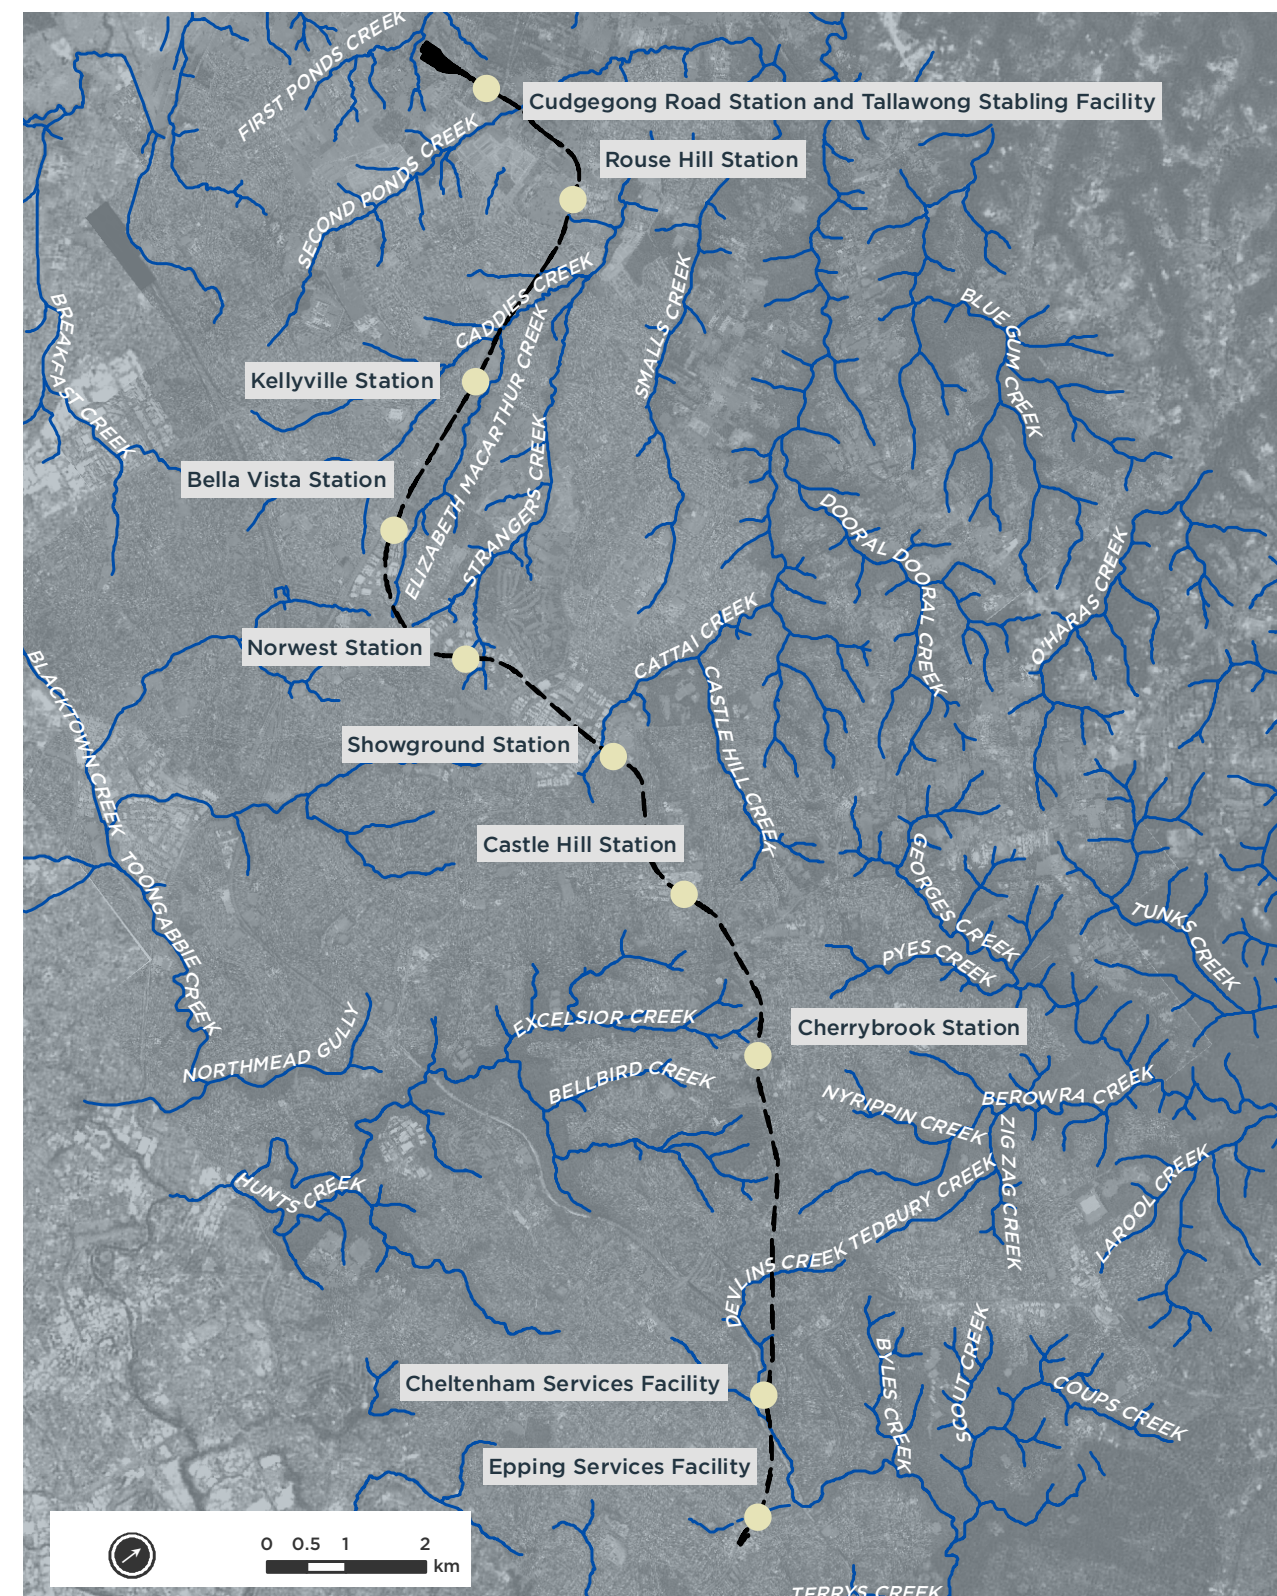 FIRST PONDS CREEK
Cudgegong Road Station and Tallawong Stabling Facility
SECOND PONDS CREEK
Rouse Hill Station
CADDIES CREEK
SMALLS CREEK
BREAKFAST CREEK
BLUE GUM CREEK
Kellyville Station
ELIZABETH MACARTHUR CREEK
STRANGERS CREEK
Bella Vista Station
DOORAL DOORAL CREEK
O'HARAS CREEK
CATTAI CREEK
Norwest Station
BLACKTOWN CREEK
CASTLE HILL CREEK
Showground Station
Castle Hill Station
GEORGES CREEK
TOONGABBIE CREEK
TUNKS CREEK
PYES CREEK
EXCELSIOR CREEK
Cherrybrook Station
NORTHMEAD GULLY
BELLBIRD CREEK
NYRIPPIN CREEK
BEROWRA CREEK
ZIG ZAG CREEK
HUNTS CREEK
TEDBURY CREEK
LAROOL CREEK
DEVLINS CREEK
BYLES CREEK
SCOUT CREEK
COUPS CREEK
Cheltenham Services Facility
Epping Services Facility
0 0.5 1 2
km
TERRYS CREEK